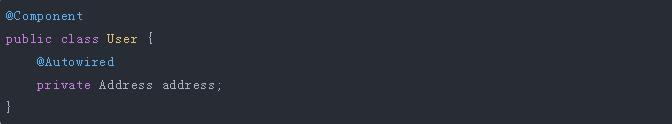 @Component
public class User {
    @Autowired
    private Address address;
}